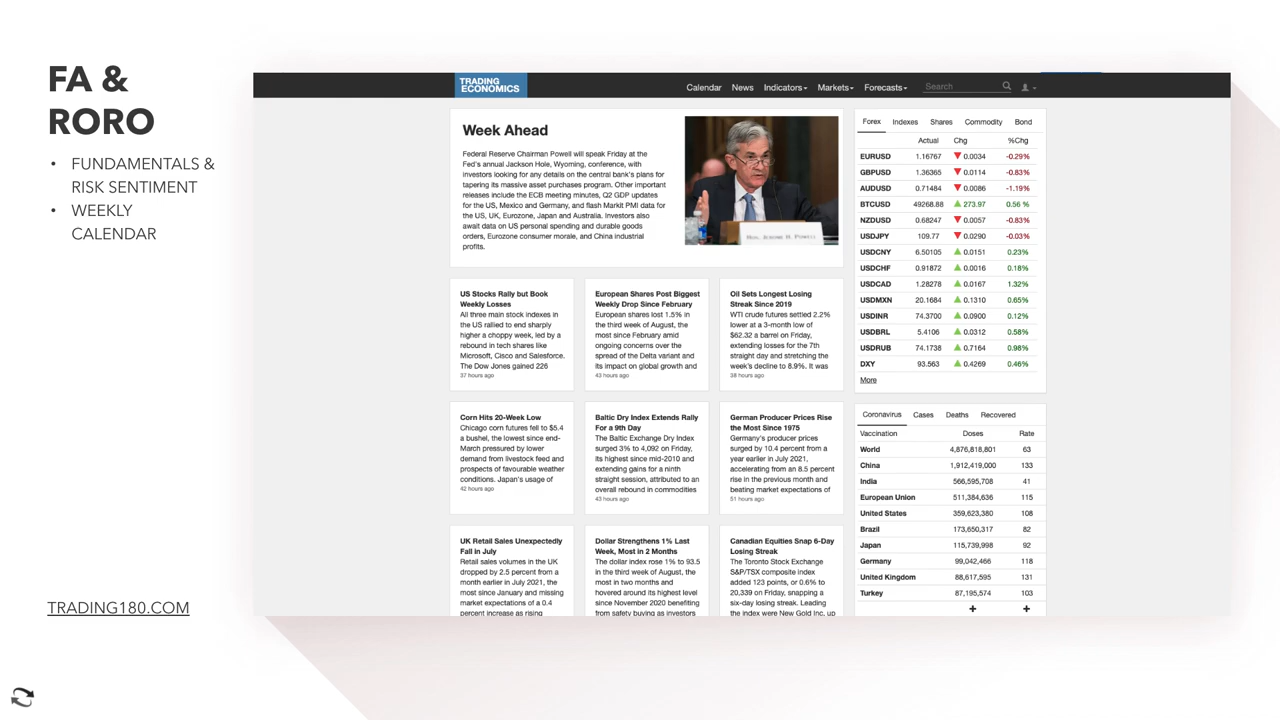 FA &
RORO
• FUNDAMENTALS &
RISK SENTIMENT
• WEEKLY
CALENDAR
TRADING180.COM
TRADING
ECONOMICS
Calendar News Indicators Markets Forecasts Search
Week Ahead
Federal Reserve Chairman Powell will speak Friday at the
Fed's annual Jackson Hole, Wyoming, conference, with
investors looking for any details on the central bank's plans for
tapering its massive asset purchases program. Other important
releases include the ECB meeting minutes, Q2 GDP updates
for the US, Mexico and Germany, and flash Markit PMI data for
the US, UK, Eurozone, Japan and Australia. Investors also
await data on US personal spending and durable goods
orders, Eurozone consumer morale, and China industrial
profits.
HON. JEROME H. POWELL
US Stocks Rally but Book
Weekly Losses
All three main stock indexes in
the US rallied to end sharply
higher a choppy week, led by a
rebound in tech shares like
Microsoft, Cisco and Salesforce.
The Dow Jones gained 226
37 hours ago
European Shares Post Biggest
Weekly Drop Since February
European shares lost 1.5% in
the third week of August, the
most since February amid
ongoing concerns over the
spread of the Delta variant and
its impact on global growth and
43 hours ago
Oil Sets Longest Losing
Streak Since 2019
WTI crude futures settled 2.2%
lower at a 3-month low of
$62.32 a barrel on Friday,
extending losses for the 7th
straight day and stretching the
week's decline to 8.9%. It was
38 hours ago
Corn Hits 20-Week Low
Chicago corn futures fell to $5.4
a bushel, the lowest since end-
March pressured by lower
demand from livestock feed and
prospects of favourable weather
conditions. Japan's usage of
42 hours ago
Baltic Dry Index Extends Rally
For a 9th Day
The Baltic Exchange Dry Index
surged 3% to 4,092 on Friday,
its highest since mid-2010 and
extending gains for a ninth
straight session, attributed to an
overall rebound in commodities
43 hours ago
German Producer Prices Rise
the Most Since 1975
Germany's producer prices
surged by 10.4 percent from a
year earlier in July 2021,
accelerating from an 8.5 percent
rise in the previous month and
beating market expectations of
51 hours ago
UK Retail Sales Unexpectedly
Fall in July
Retail sales volumes in the UK
dropped by 2.5 percent from a
month earlier in July 2021, the
most since January and missing
market expectations of a 0.4
percent increase as rising
Dollar Strengthens 1% Last
Week, Most in 2 Months
The dollar index rose 1% to 93.5
in the third week of August, the
most in two months and
hovered around its highest level
since November 2020 benefiting
from safety buying as investors
Canadian Equities Snap 6-Day
Losing Streak
The Toronto Stock Exchange
S&P/TSX composite index
added 123 points, or 0.6% to
20,339 on Friday, snapping a
six-day losing streak. Leading
the index were New Gold Inc. up
Forex Indexes Shares Commodity Bond
Actual Chg %Chg
EURUSD 1.16767 0.0034 -0.29%
GBPUSD 1.36365 0.0114 -0.83%
AUDUSD 0.71484 0.0086 -1.19%
BTCUSD 49268.88 273.97 0.56 %
NZDUSD 0.68247 0.0057 -0.83%
USDJPY 109.77 0.0290 -0.03%
USDCNY 6.50105 0.0151 0.23%
USDCHF 0.91872 0.0016 0.18%
USDCAD 1.28278 0.0167 1.32%
USDMXN 20.1684 0.1310 0.65%
USDINR 74.3700 0.0900 0.12%
USDBRL 5.4106 0.0312 0.58%
USDRUB 74.1738 0.7164 0.98%
DXY 93.563 0.4269 0.46%
More
Coronavirus Cases Deaths Recovered
Vaccination Doses Rate
World 4,876,818,801 63
China 1,912,419,000 133
India 566,595,708 41
European Union 511,384,636 115
United States 359,623,380 108
Brazil 173,650,317 82
Japan 115,739,998 92
Germany 99,042,466 118
United Kingdom 88,617,595 131
Turkey 87,195,574 103
+ +